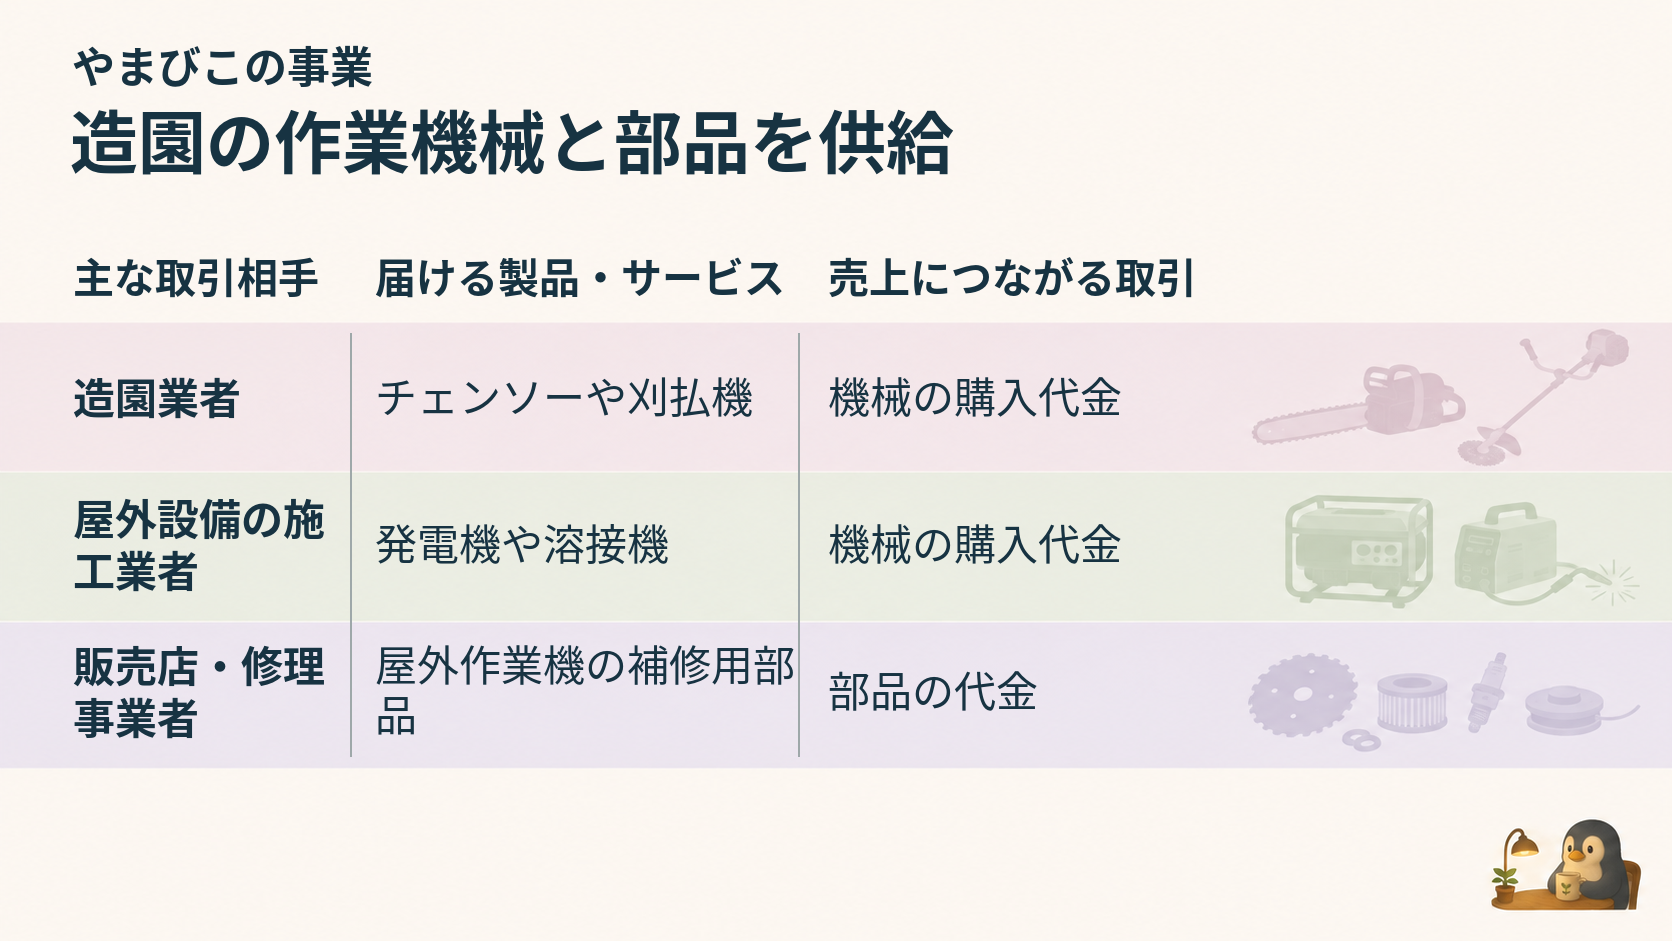 やまびこの事業
造園の作業機械と部品を供給
主な取引相手 届ける製品・サービス 売上につながる取引
造園業者 チェンソーや刈払機 機械の購入代金
屋外設備の施
工業者
発電機や溶接機 機械の購入代金
販売店・修理
事業者
屋外作業機の補修用部
品
部品の代金